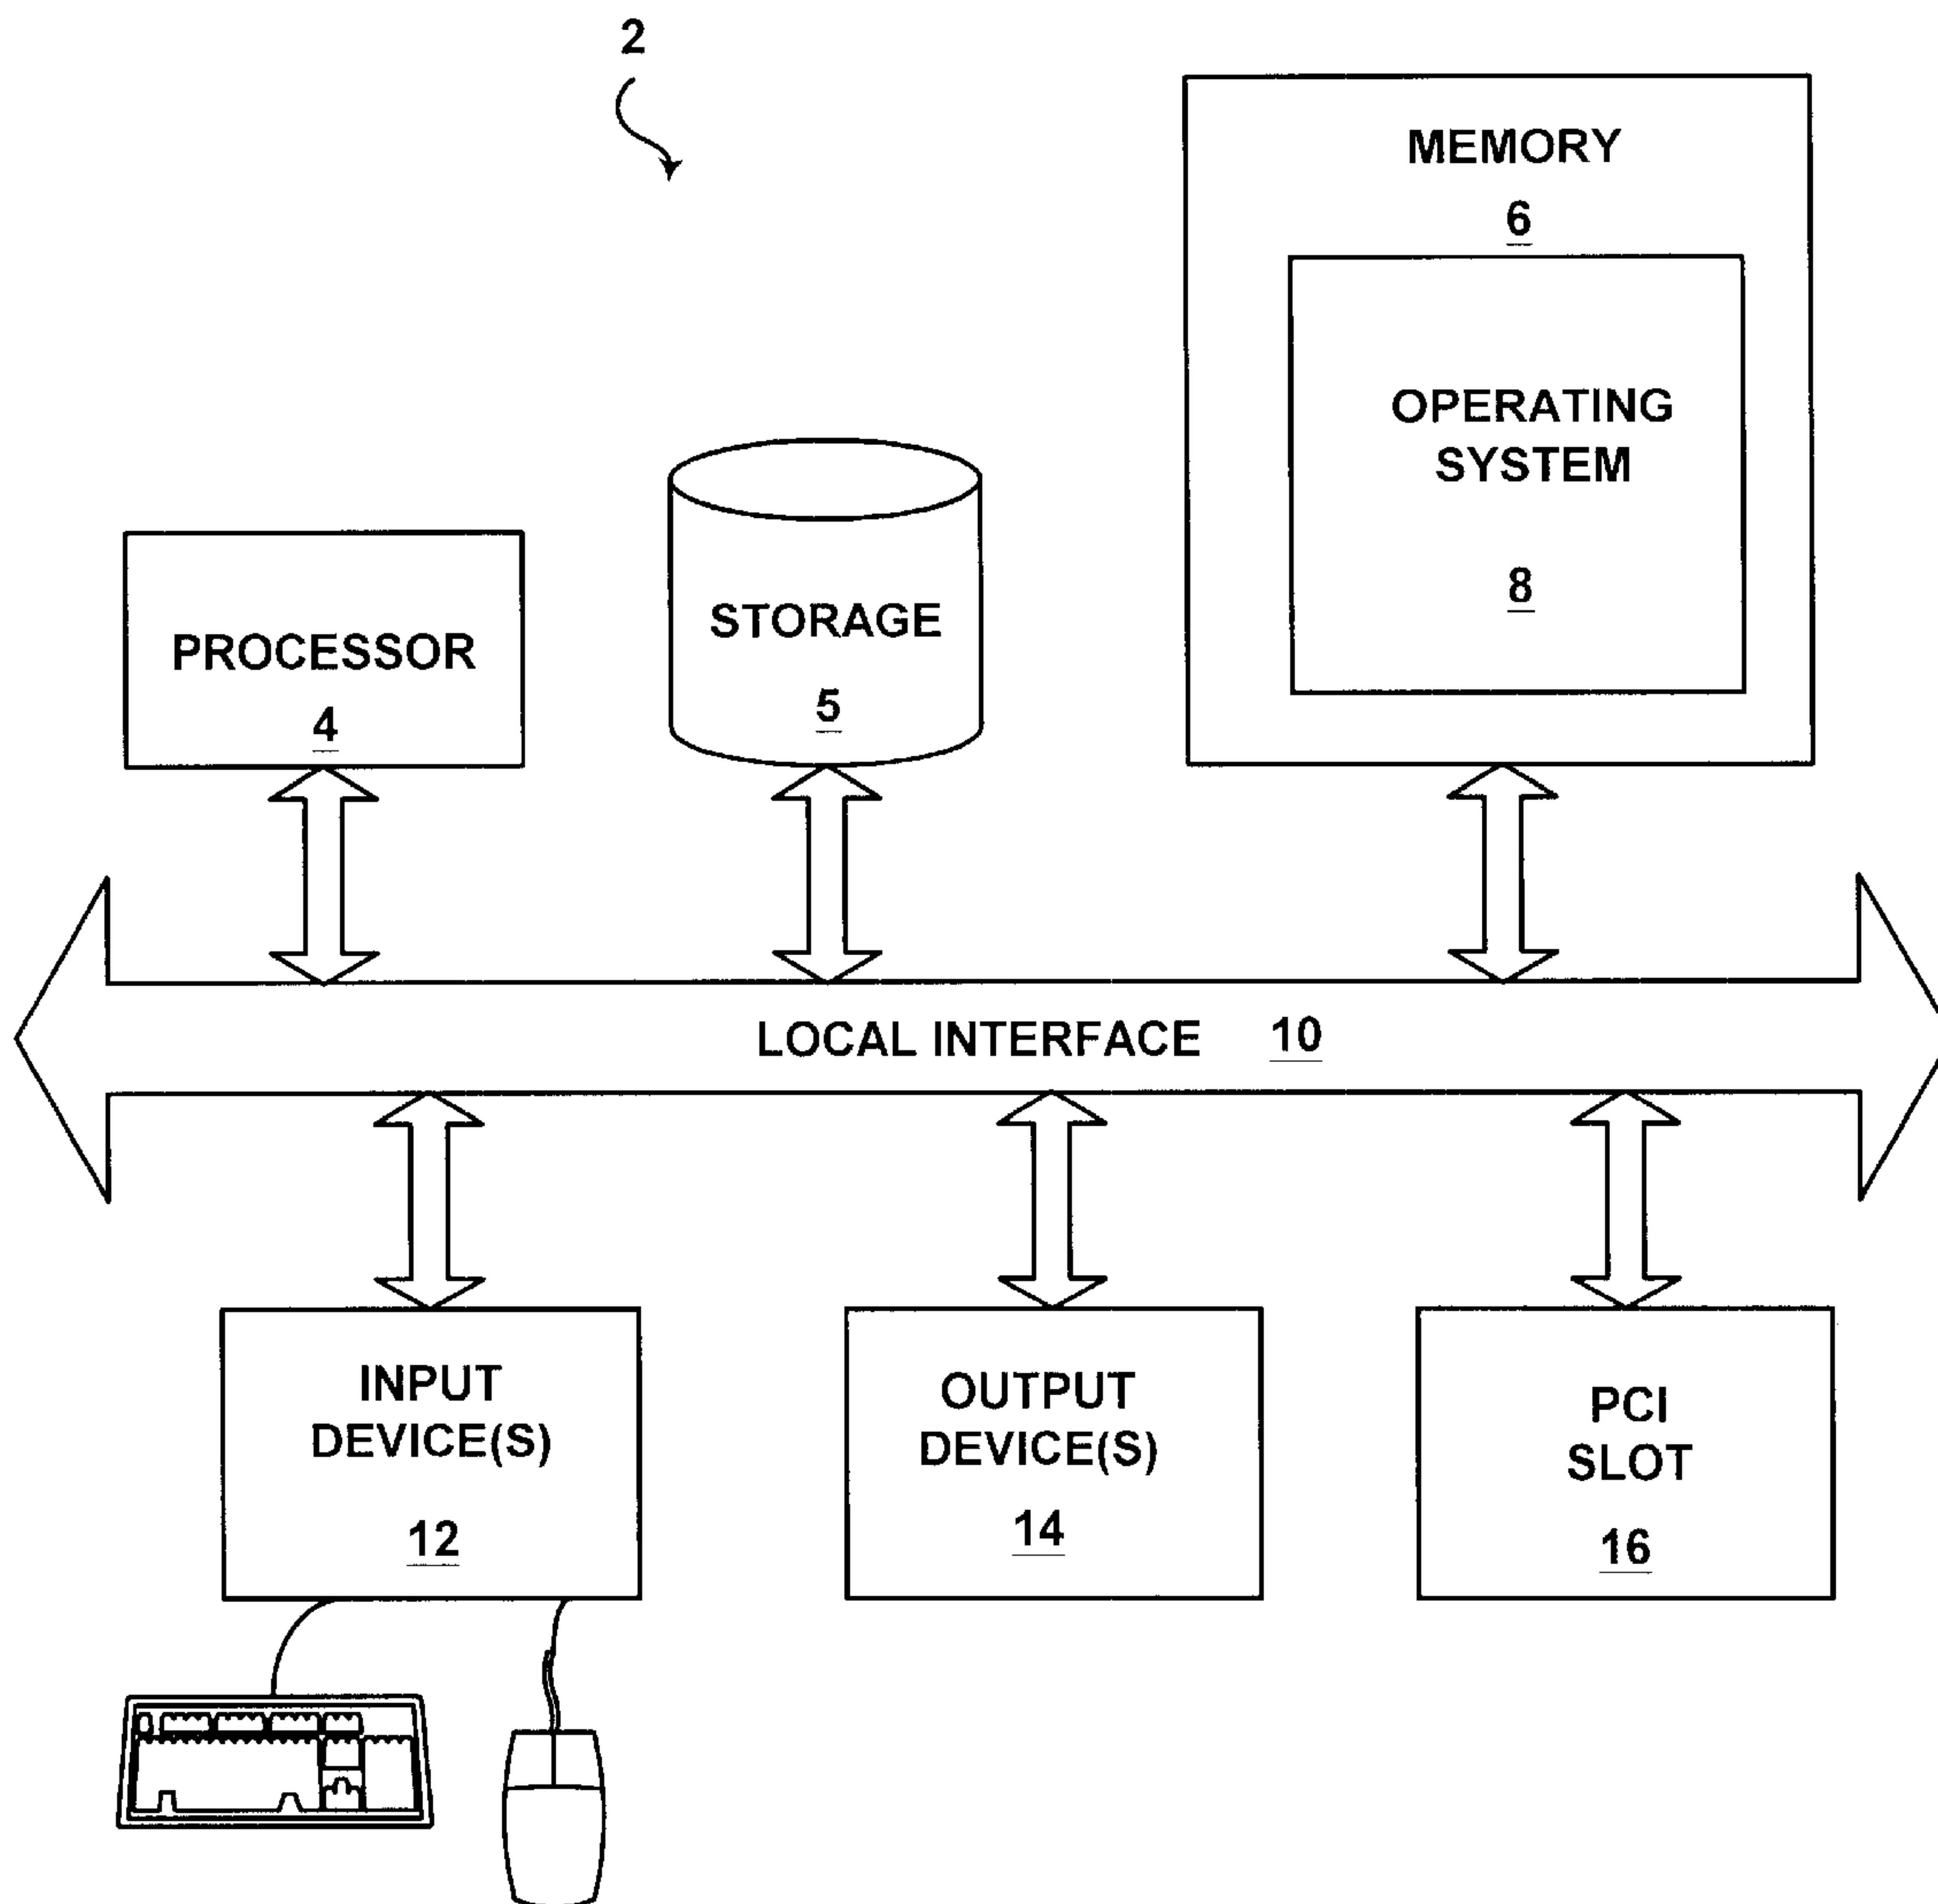 2
MEMORY
6
OPERATING
SYSTEM
8
PROCESSOR
4
STORAGE
5
LOCAL INTERFACE 10
INPUT
DEVICE(S)
12
OUTPUT
DEVICE(S)
14
PCI
SLOT
16